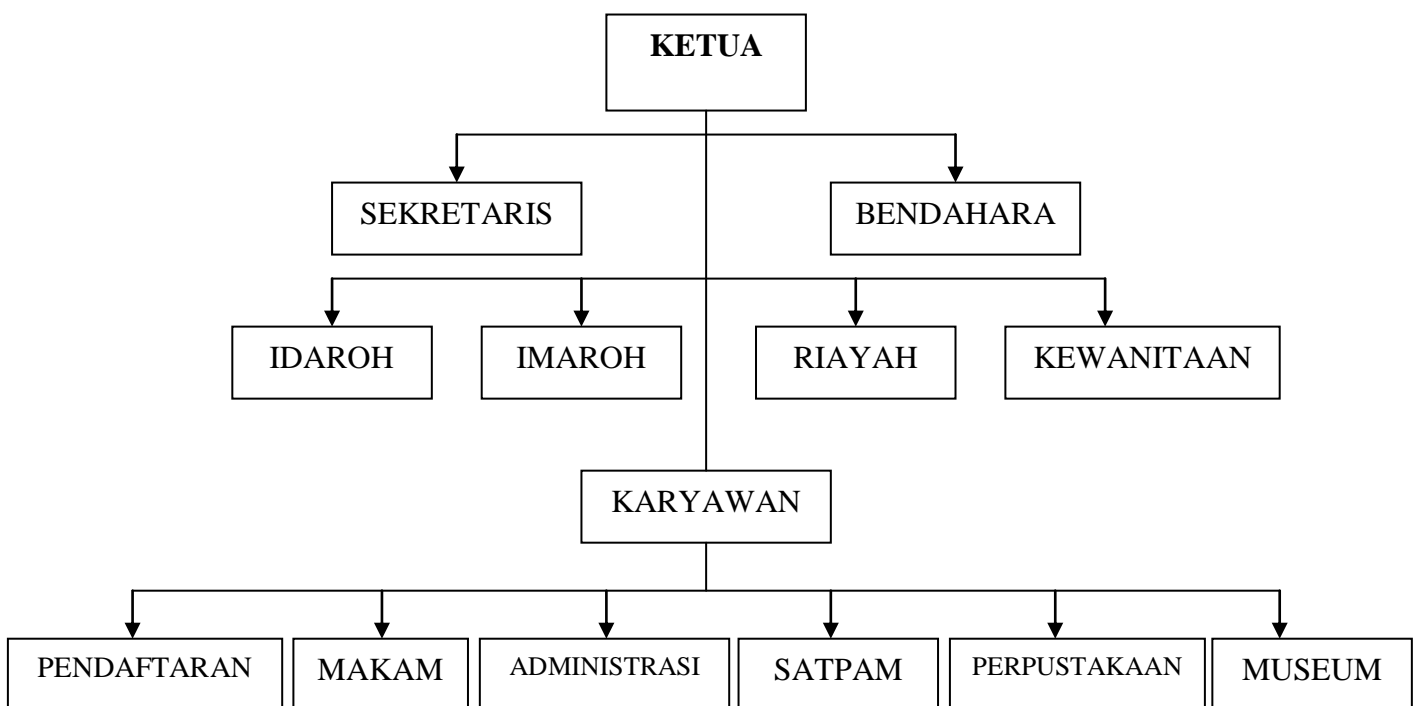 KETUA
SEKRETARIS
BENDAHARA
IDAROH
IMAROH
RIAYAH
KEWANITAAN
KARYAWAN
PENDAFTARAN
MAKAM
ADMINISTRASI
SATPAM
PERPUSTAKAAN
MUSEUM